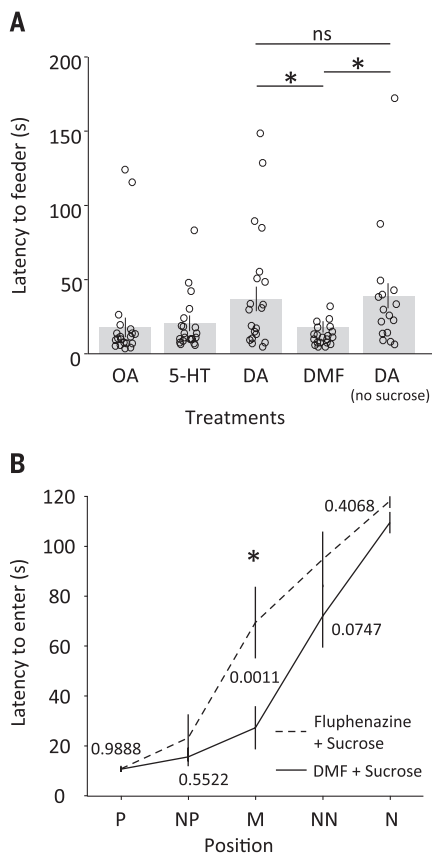 A
ns
*
*
200
150
100
50
0
Latency to feeder (s)
OA 5-HT DA DMF DA
(no sucrose)
Treatments
B
120
100
80
60
40
20
0
Latency to enter (s)
0.4068
*
0.0747
0.0011
0.9888
0.5522
Fluphenazine
+ Sucrose
DMF + Sucrose
P NP M NN N
Position